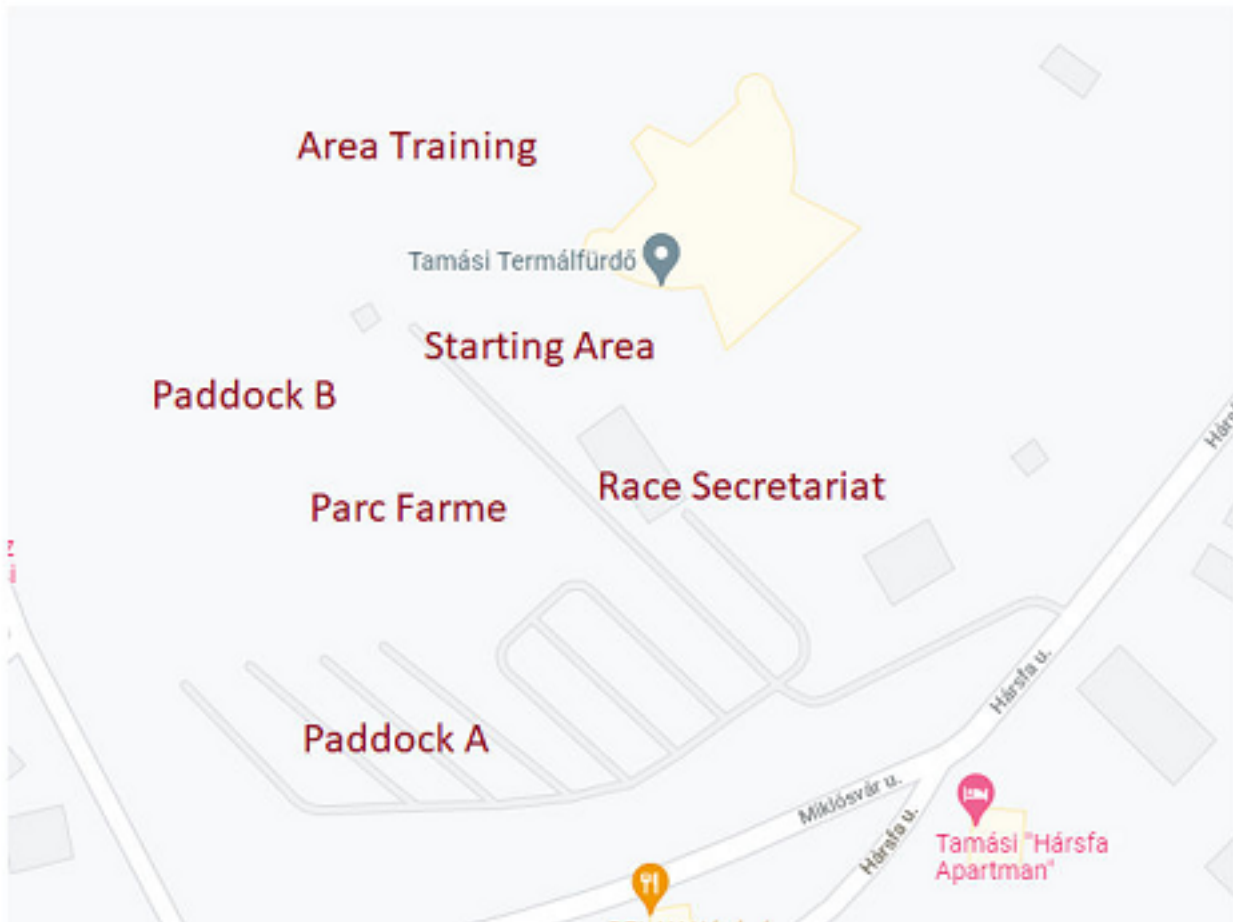 Area Training
Tamási Termálfürdő
Starting Area
Paddock B
Race Secretariat
Parc Farme
Hársfa u.
Paddock A
Miklósvár u.
Hársfa u.
Tamási "Hársfa
Apartman"